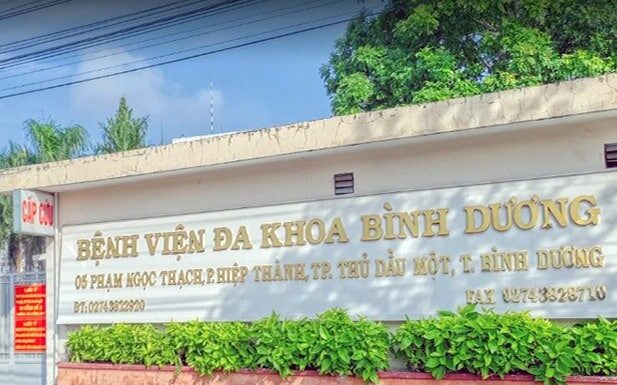 CẤP CỨU
BỆNH VIỆN ĐA KHOA BÌNH DƯƠNG
05 PHẠM NGỌC THẠCH, P. HIỆP THÀNH, TP. THỦ DẦU MỘT, T. BÌNH DƯƠNG
ĐT: 02743822920
FAX 02743828710